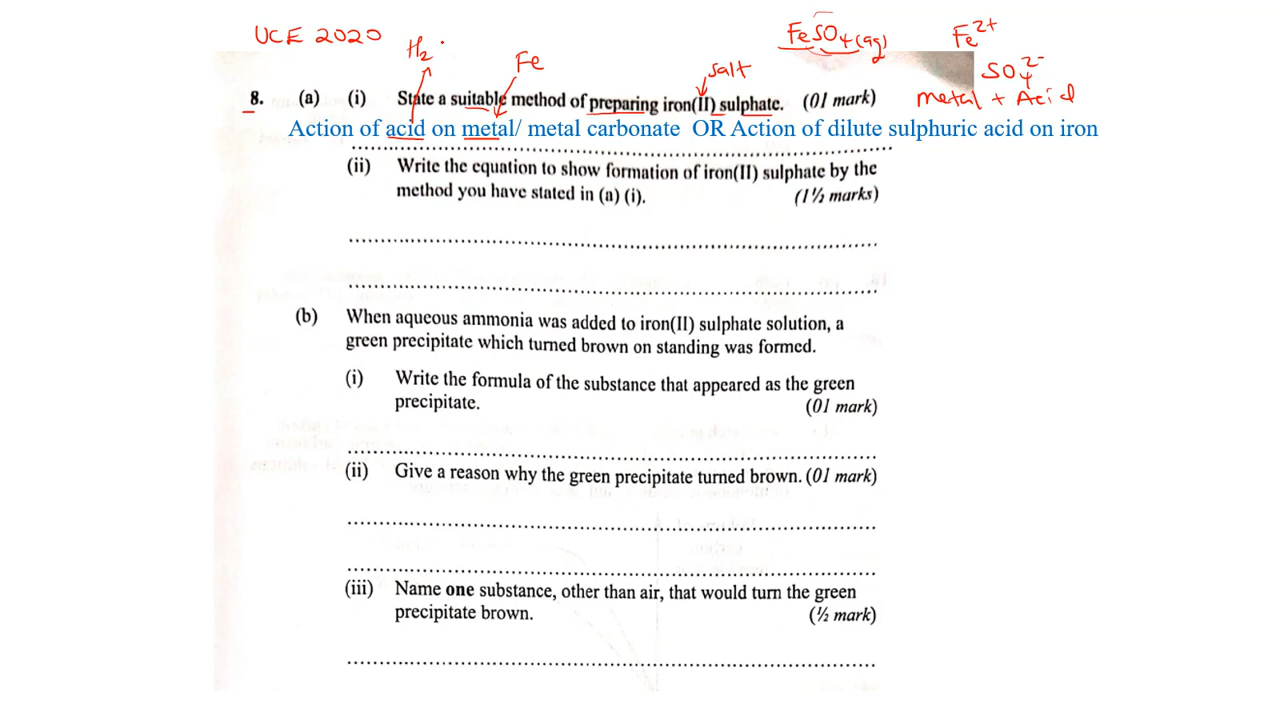 UCE 2020
H2
Fe
FeSO4(aq)
Fe2+
SO4 2-
salt
metal + Acid
8. (a) (i) State a suitable method of preparing iron(II) sulphate. (01 mark)
Action of acid on metal/ metal carbonate OR Action of dilute sulphuric acid on iron
(ii) Write the equation to show formation of iron(II) sulphate by the
method you have stated in (a) (i). (1½ marks)
(b) When aqueous ammonia was added to iron(II) sulphate solution, a
green precipitate which turned brown on standing was formed.
(i) Write the formula of the substance that appeared as the green
precipitate. (01 mark)
(ii) Give a reason why the green precipitate turned brown. (01 mark)
(iii) Name one substance, other than air, that would turn the green
precipitate brown. (½ mark)